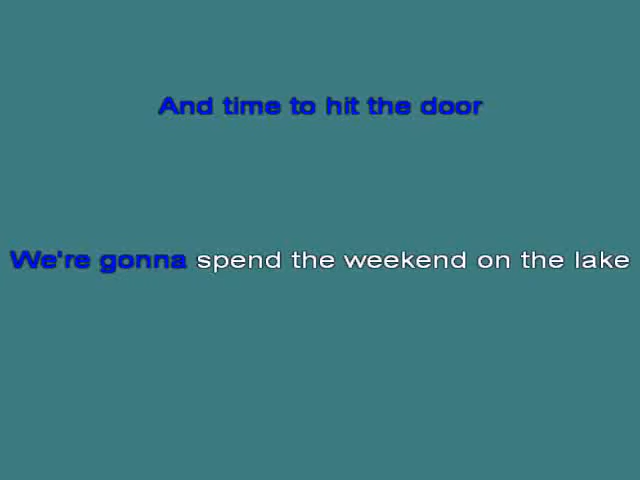 And time to hit the door
We're gonna spend the weekend on the lake